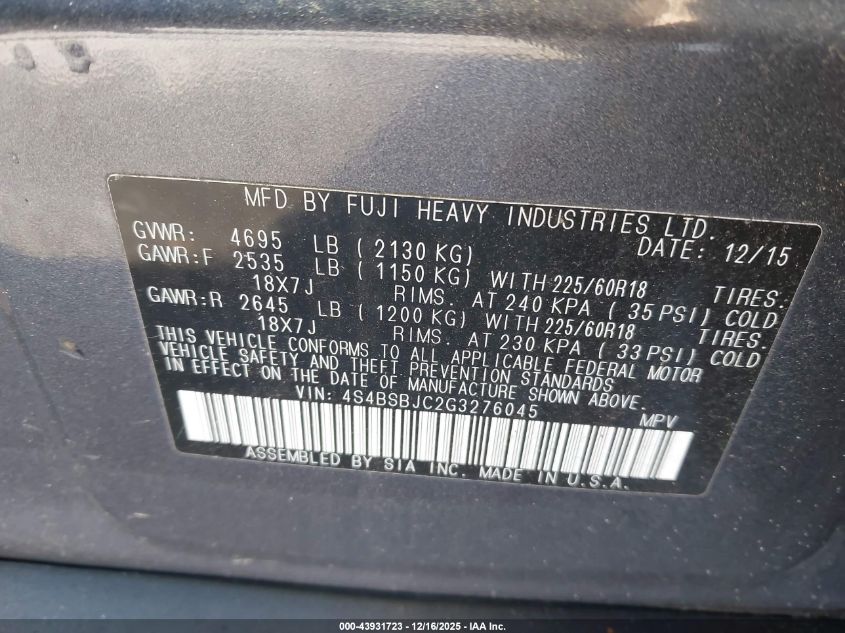 MFD BY FUJI HEAVY INDUSTRIES LTD.
GVWR: 4695 LB ( 2130 KG) DATE: 12/15
GAWR:F 2535 LB ( 1150 KG) WITH 225/60R18 TIRES:
18X7J RIMS. AT 240 KPA ( 35 PSI) COLD
GAWR:R 2645 LB ( 1200 KG) WITH 225/60R18 TIRES.
18X7J RIMS. AT 230 KPA ( 33 PSI) COLD
THIS VEHICLE CONFORMS TO ALL APPLICABLE FEDERAL MOTOR
VEHICLE SAFETY AND THEFT PREVENTION STANDARDS
IN EFFECT ON THE DATE OF MANUFACTURE SHOWN ABOVE.
VIN: 4S4BSBJC2G3276045 MPV
ASSEMBLED BY SIA INC. MADE IN U.S.A.
000-43931723 - 12/16/2025 - IAA Inc.